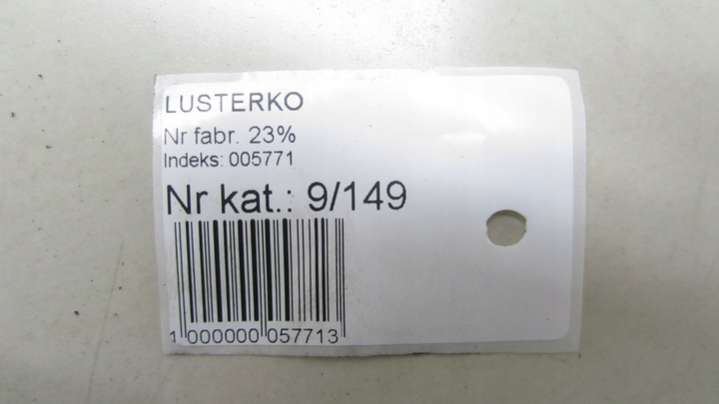 LUSTERKO
Nr fabr. 23%
Indeks: 005771
Nr kat.: 9/149
1 000000 057713